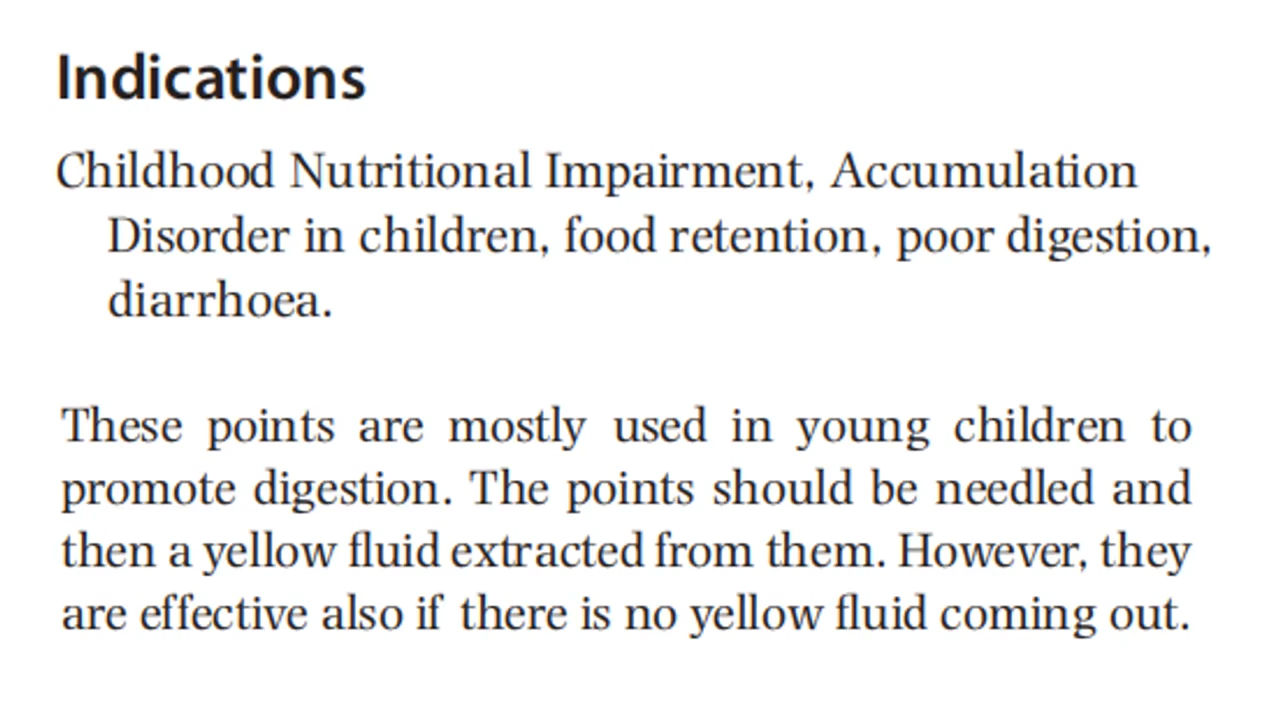 Indications
Childhood Nutritional Impairment, Accumulation
Disorder in children, food retention, poor digestion,
diarrhoea.
These points are mostly used in young children to
promote digestion. The points should be needled and
then a yellow fluid extracted from them. However, they
are effective also if there is no yellow fluid coming out.